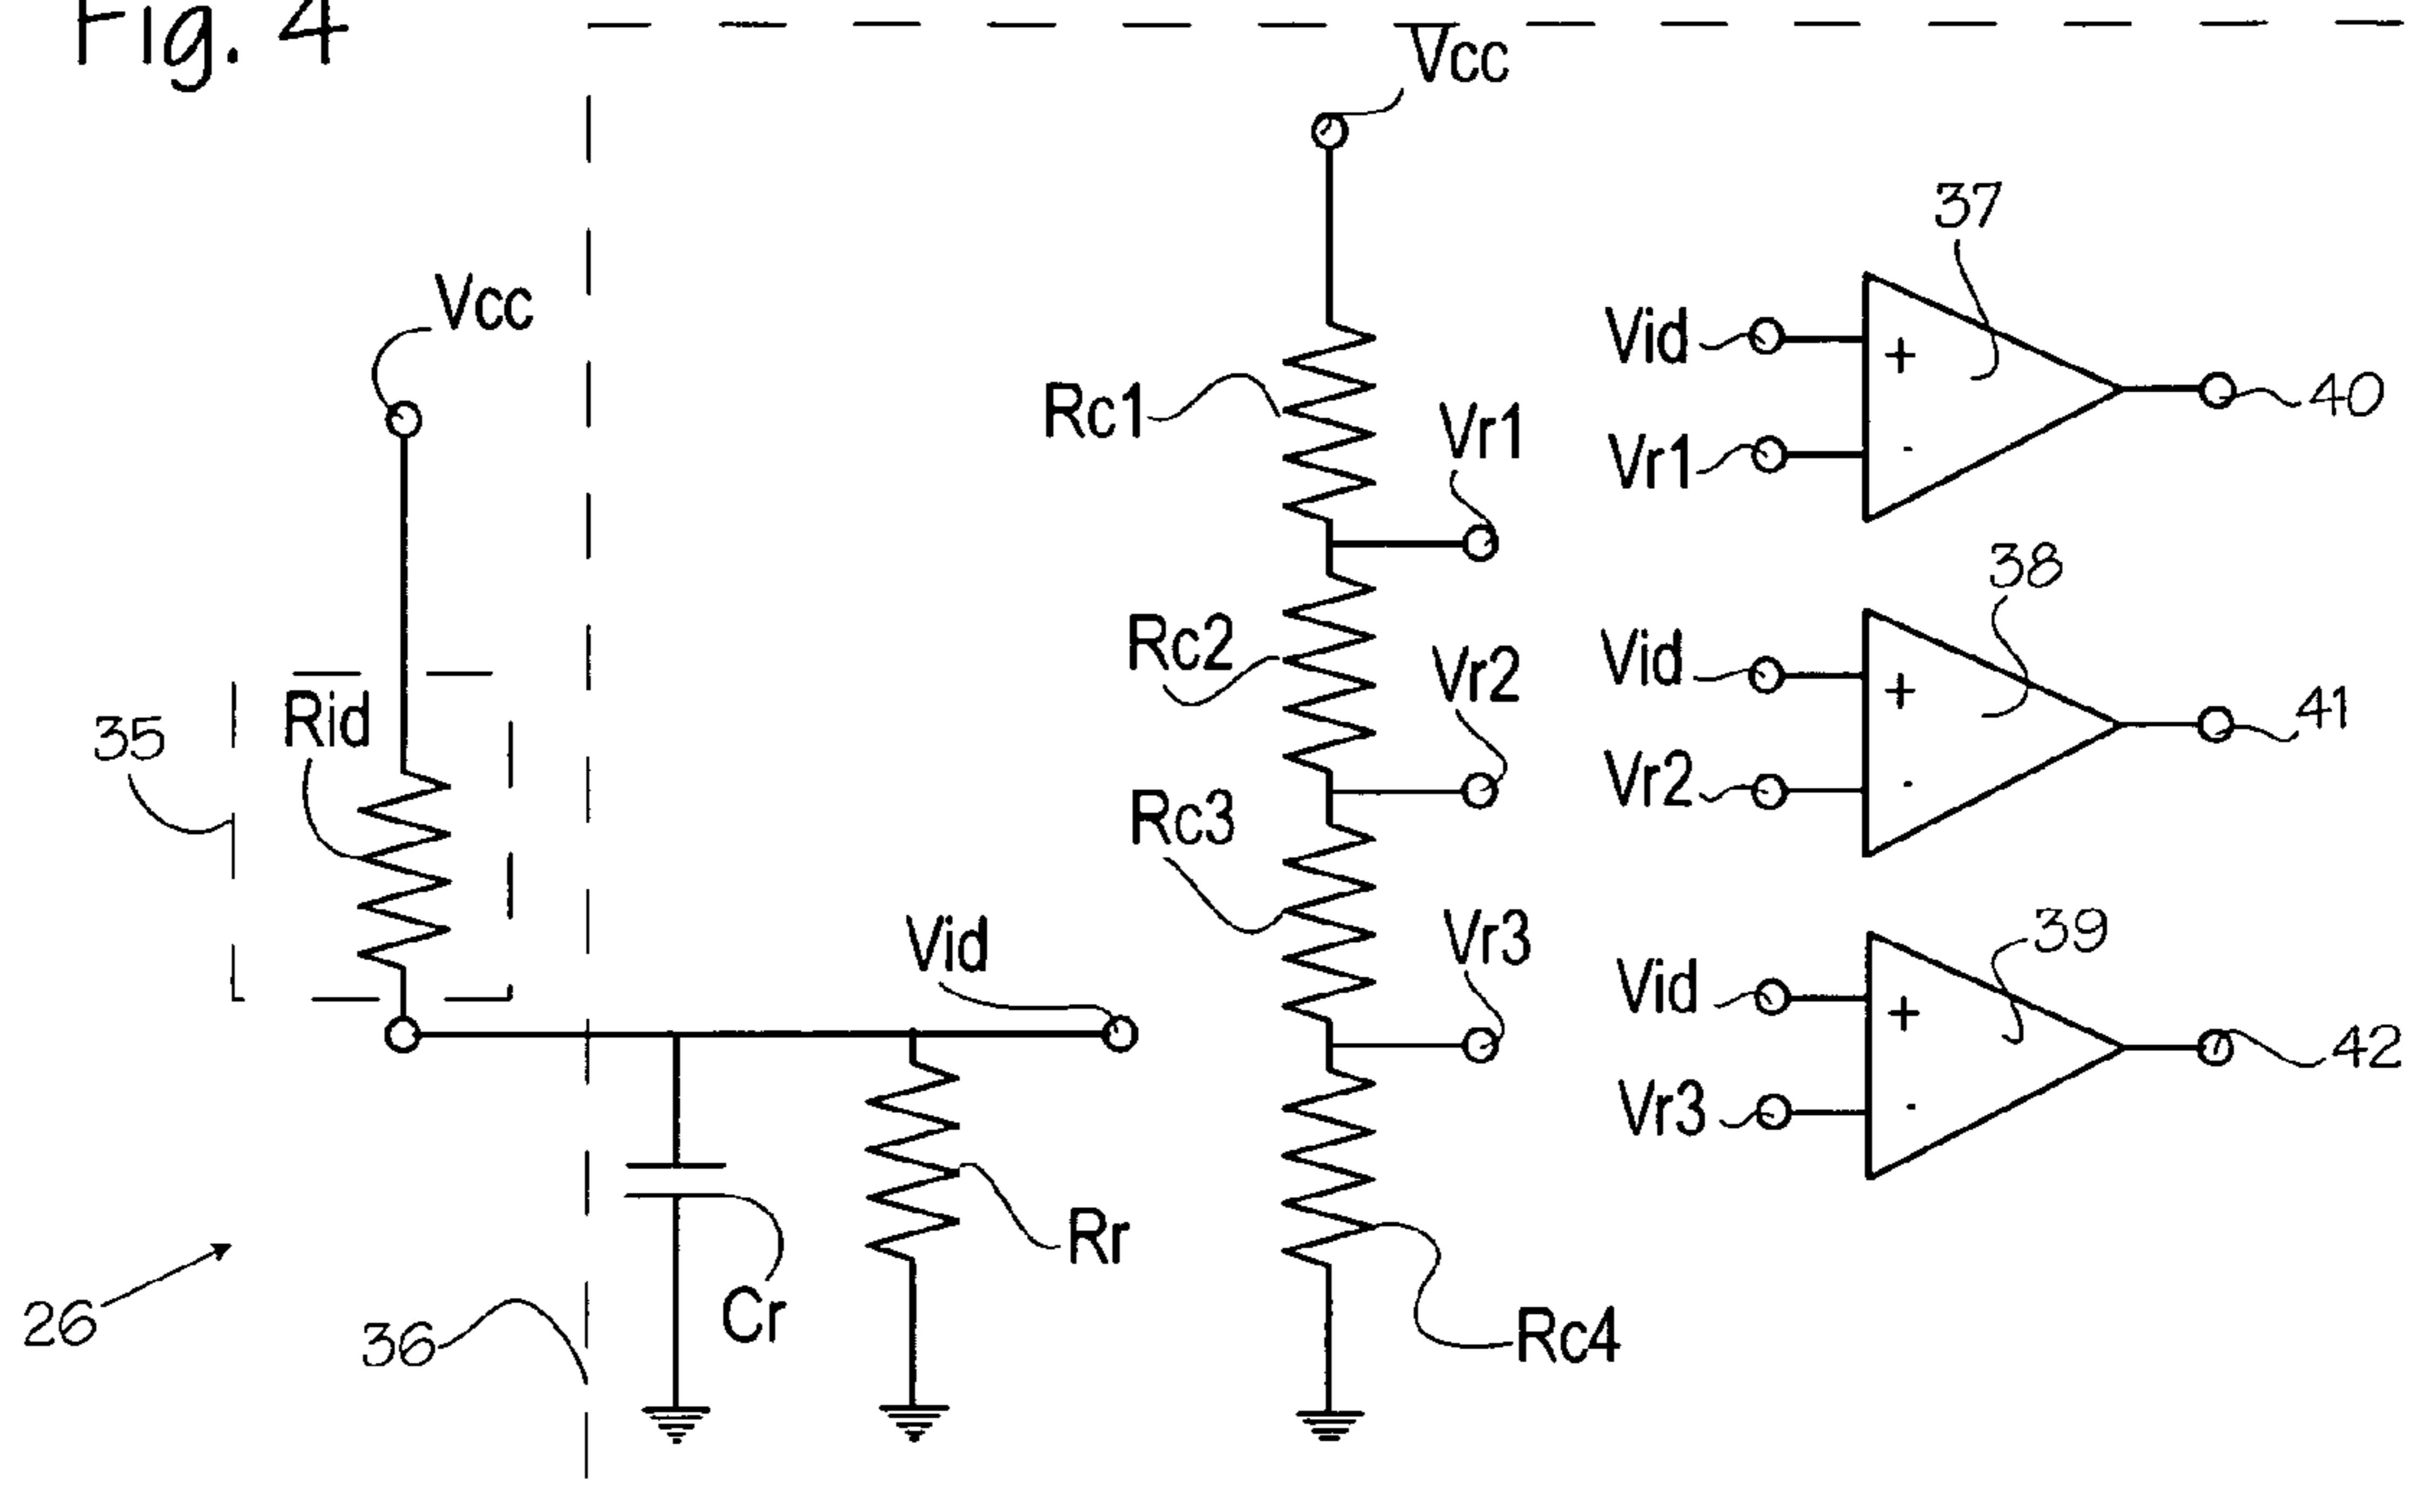 Fig. 4
Vcc
Vcc
37
Vid
+
40
Rc1
Vr1
Vr1
-
38
Rc2
Vr2
Vid
+
41
Rid
35
Vr2
-
Rc3
39
Vid
Vr3
Vid
+
42
Vr3
-
Rr
26
36
Cr
Rc4